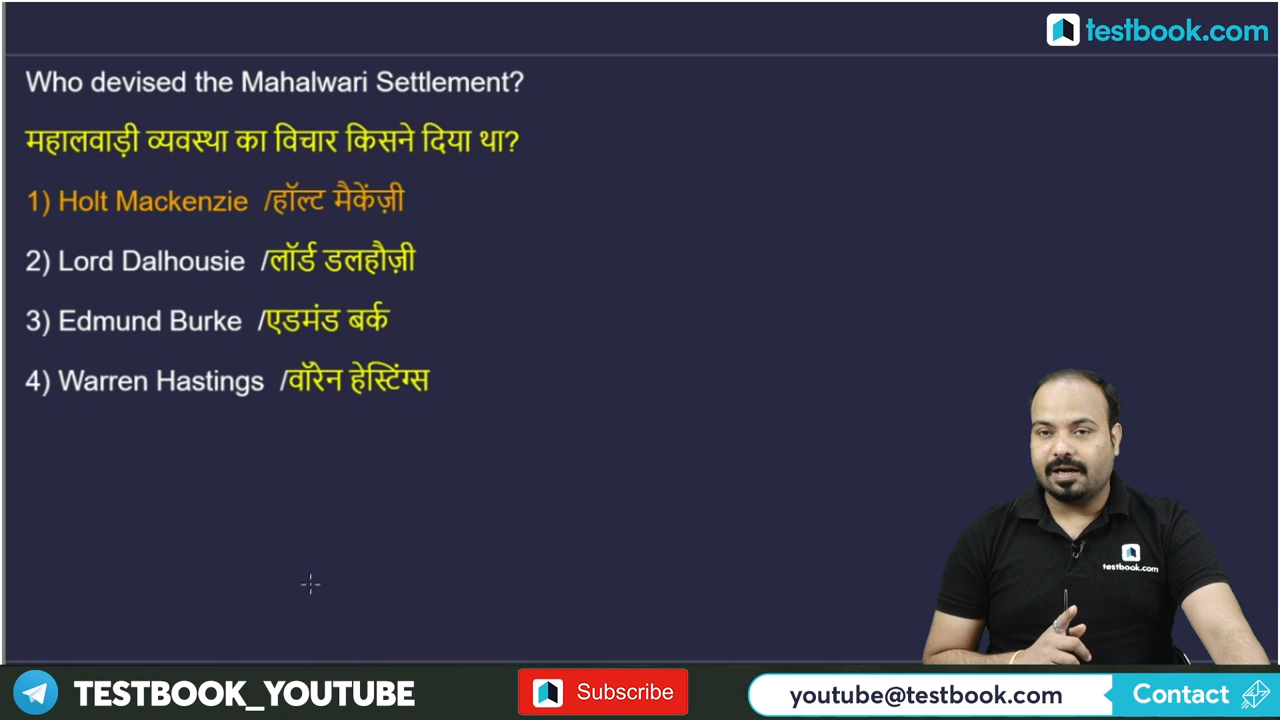 testbook.com
Who devised the Mahalwari Settlement?
महालवाड़ी व्यवस्था का विचार किसने दिया था?
1) Holt Mackenzie /हॉल्ट मैकेंज़ी
2) Lord Dalhousie /लॉर्ड डलहौज़ी
3) Edmund Burke /एडमंड बर्क
4) Warren Hastings /वॉरेन हेस्टिंग्स
testbook.com
TESTBOOK_YOUTUBE
Subscribe
youtube@testbook.com
Contact